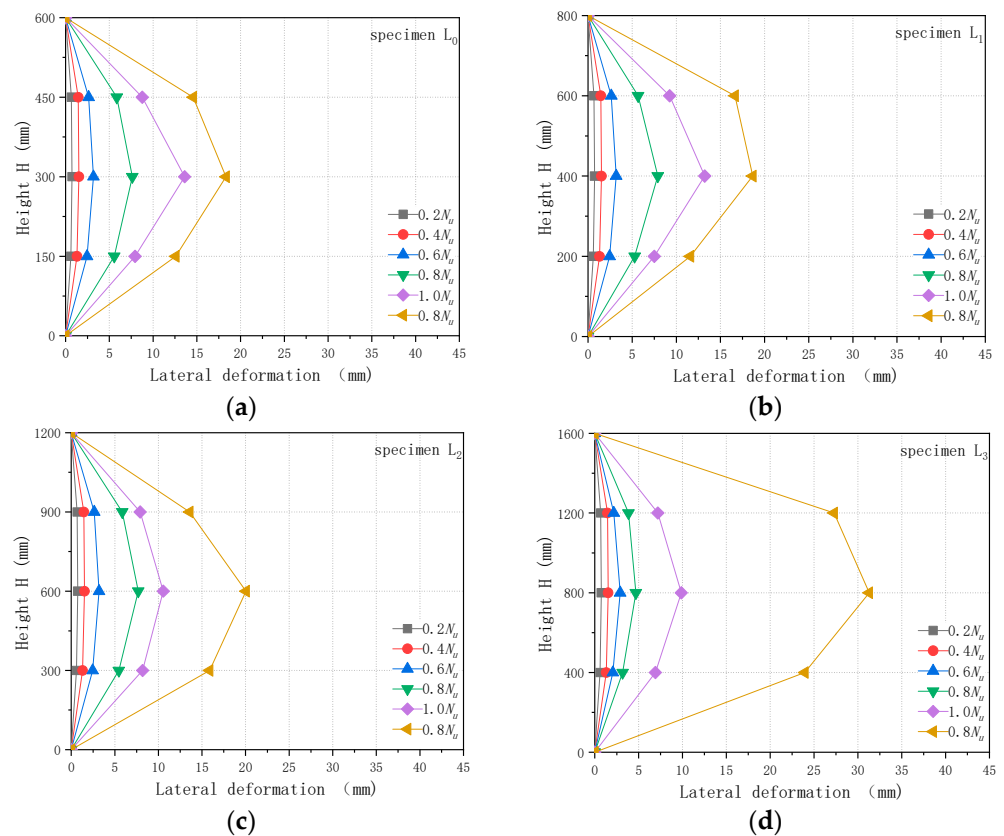 specimen L0
Height H (mm)
600
450
300
150
0
0 5 10 15 20 25 30 35 40 45
Lateral deformation （mm）
0.2Nu
0.4Nu
0.6Nu
0.8Nu
1.0Nu
0.8Nu
(a)
specimen L1
Height H (mm)
800
600
400
200
0
0 5 10 15 20 25 30 35 40 45
Lateral deformation （mm）
0.2Nu
0.4Nu
0.6Nu
0.8Nu
1.0Nu
0.8Nu
(b)
specimen L2
Height H (mm)
1200
900
600
300
0
0 5 10 15 20 25 30 35 40 45
Lateral deformation （mm）
0.2Nu
0.4Nu
0.6Nu
0.8Nu
1.0Nu
0.8Nu
(c)
specimen L3
Height H (mm)
1600
1200
800
400
0
0 5 10 15 20 25 30 35 40 45
Lateral deformation （mm）
0.2Nu
0.4Nu
0.6Nu
0.8Nu
1.0Nu
0.8Nu
(d)